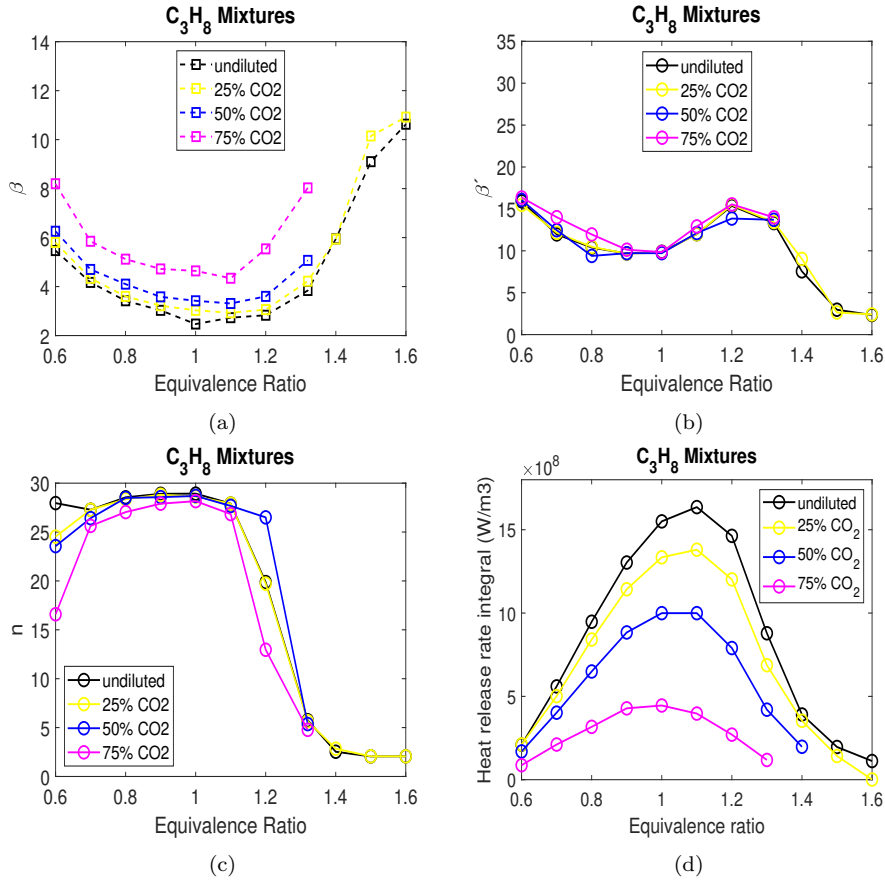 C3H8 Mixtures
14
12
10
8
6
4
2
β
undiluted
25% CO2
50% CO2
75% CO2
0.6 0.8 1 1.2 1.4 1.6
Equivalence Ratio
(a)
C3H8 Mixtures
35
30
25
20
15
10
5
0
β′
undiluted
25% CO2
50% CO2
75% CO2
0.6 0.8 1 1.2 1.4 1.6
Equivalence Ratio
(b)
C3H8 Mixtures
30
25
20
15
10
5
0
n
undiluted
25% CO2
50% CO2
75% CO2
0.6 0.8 1 1.2 1.4 1.6
Equivalence Ratio
(c)
C3H8 Mixtures
×10^8
15
10
5
0
Heat release rate integral (W/m3)
undiluted
25% CO2
50% CO2
75% CO2
0.6 0.8 1.0 1.2 1.4 1.6
Equivalence ratio
(d)